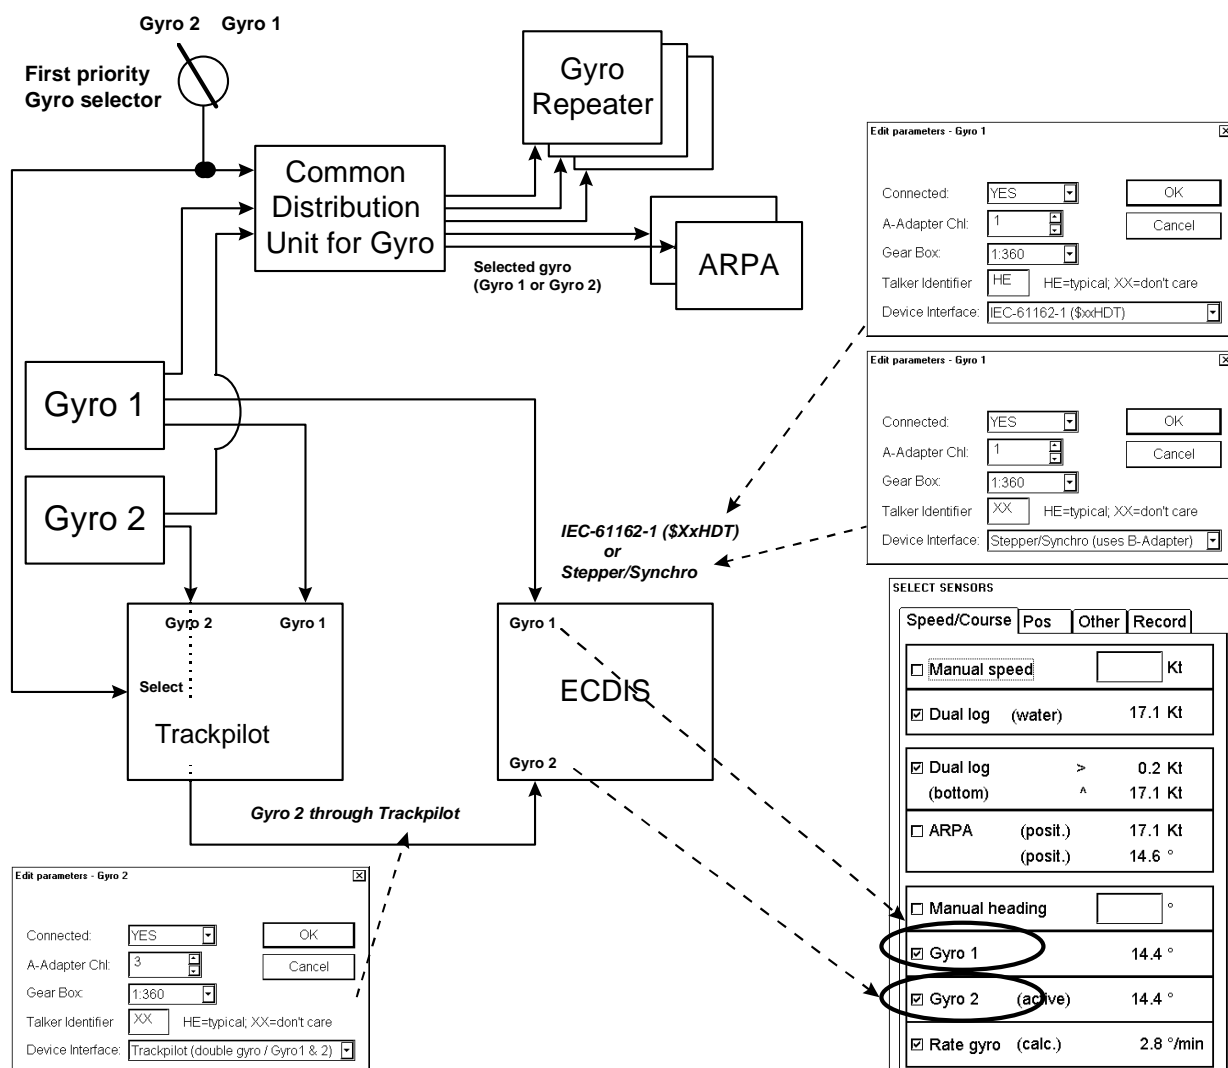 Gyro 2 Gyro 1
First priority
Gyro selector
Gyro
Repeater
Common
Distribution
Unit for Gyro
ARPA
Selected gyro
(Gyro 1 or Gyro 2)
Gyro 1
Gyro 2
IEC-61162-1 ($XxHDT)
or
Stepper/Synchro
Gyro 2 Gyro 1
Select
Trackpilot
Gyro 1
ECDIS
Gyro 2
Gyro 2 through Trackpilot
Edit parameters - Gyro 1
Connected: YES OK
A-Adapter Chl: 1 Cancel
Gear Box: 1:360
Talker Identifier HE HE=typical; XX=don't care
Device Interface: IEC-61162-1 ($xxHDT)
Edit parameters - Gyro 1
Connected: YES OK
A-Adapter Chl: 1 Cancel
Gear Box: 1:360
Talker Identifier XX HE=typical; XX=don't care
Device Interface: Stepper/Synchro (uses B-Adapter)
SELECT SENSORS
Speed/Course Pos Other Record
Manual speed Kt
Dual log (water) 17.1 Kt
Dual log > 0.2 Kt
(bottom) ^ 17.1 Kt
ARPA (posit.) 17.1 Kt
(posit.) 14.6 °
Manual heading °
Gyro 1 14.4 °
Gyro 2 (active) 14.4 °
Rate gyro (calc.) 2.8 °/min
Edit parameters - Gyro 2
Connected: YES OK
A-Adapter Chl: 3 Cancel
Gear Box: 1:360
Talker Identifier XX HE=typical; XX=don't care
Device Interface: Trackpilot (double gyro / Gyro1 & 2)